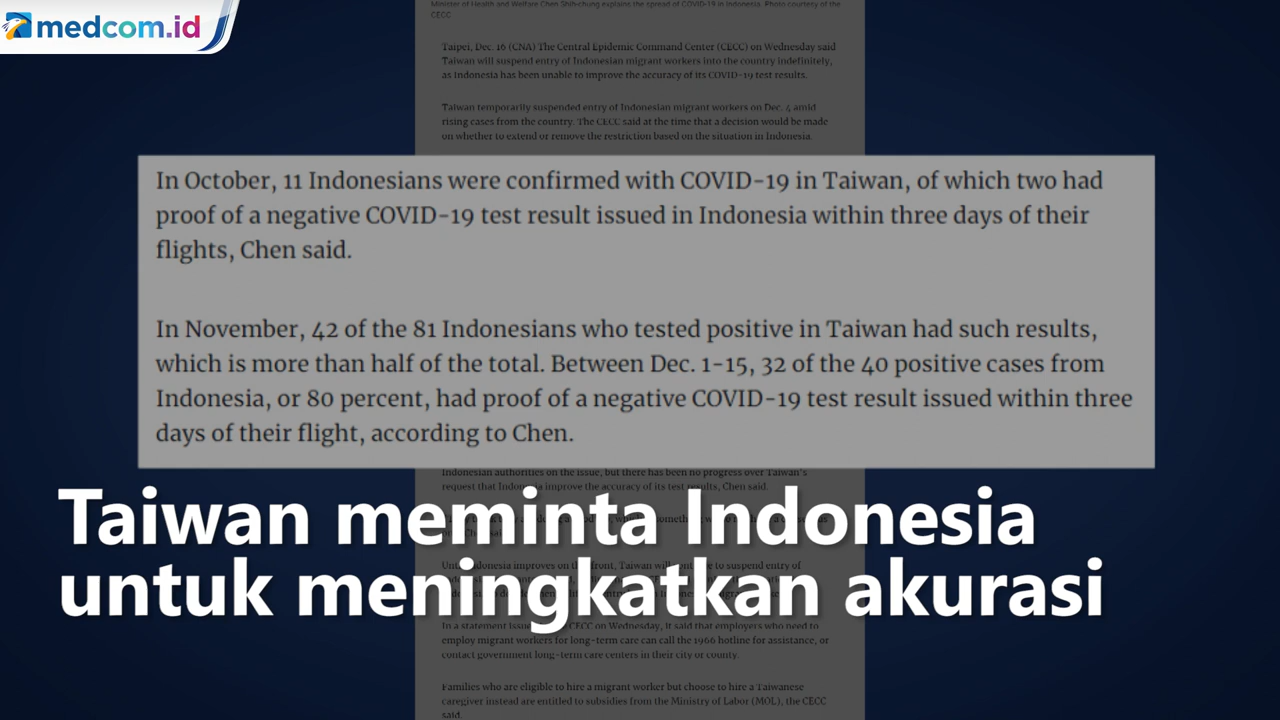 medcom.id
Minister of Health and Welfare Chen Shih-chung explains the spread of COVID-19 in Indonesia. Photo courtesy of the
CECC
Taipei, Dec. 16 (CNA) The Central Epidemic Command Center (CECC) on Wednesday said
Taiwan will suspend entry of Indonesian migrant workers into the country indefinitely,
as Indonesia has been unable to improve the accuracy of its COVID-19 test results.
Taiwan temporarily suspended entry of Indonesian migrant workers on Dec. 4 amid
rising cases from the country. The CECC said at the time that a decision would be made
on whether to extend or remove the restriction based on the situation in Indonesia.
In October, 11 Indonesians were confirmed with COVID-19 in Taiwan, of which two had
proof of a negative COVID-19 test result issued in Indonesia within three days of their
flights, Chen said.
In November, 42 of the 81 Indonesians who tested positive in Taiwan had such results,
which is more than half of the total. Between Dec. 1-15, 32 of the 40 positive cases from
Indonesia, or 80 percent, had proof of a negative COVID-19 test result issued within three
days of their flight, according to Chen.
Indonesian authorities on the issue, but there has been no progress over Taiwan's
request that Indonesia improve the accuracy of its test results, Chen said.
Taiwan meminta Indonesia
untuk meningkatkan akurasi
In a statement CECC on Wednesday, it said that employers who need to
employ migrant workers for long-term care can call the 1966 hotline for assistance, or
contact government long-term care centers in their city or county.
Families who are eligible to hire a migrant worker but choose to hire a Taiwanese
caregiver instead are entitled to subsidies from the Ministry of Labor (MOL), the CECC
said.